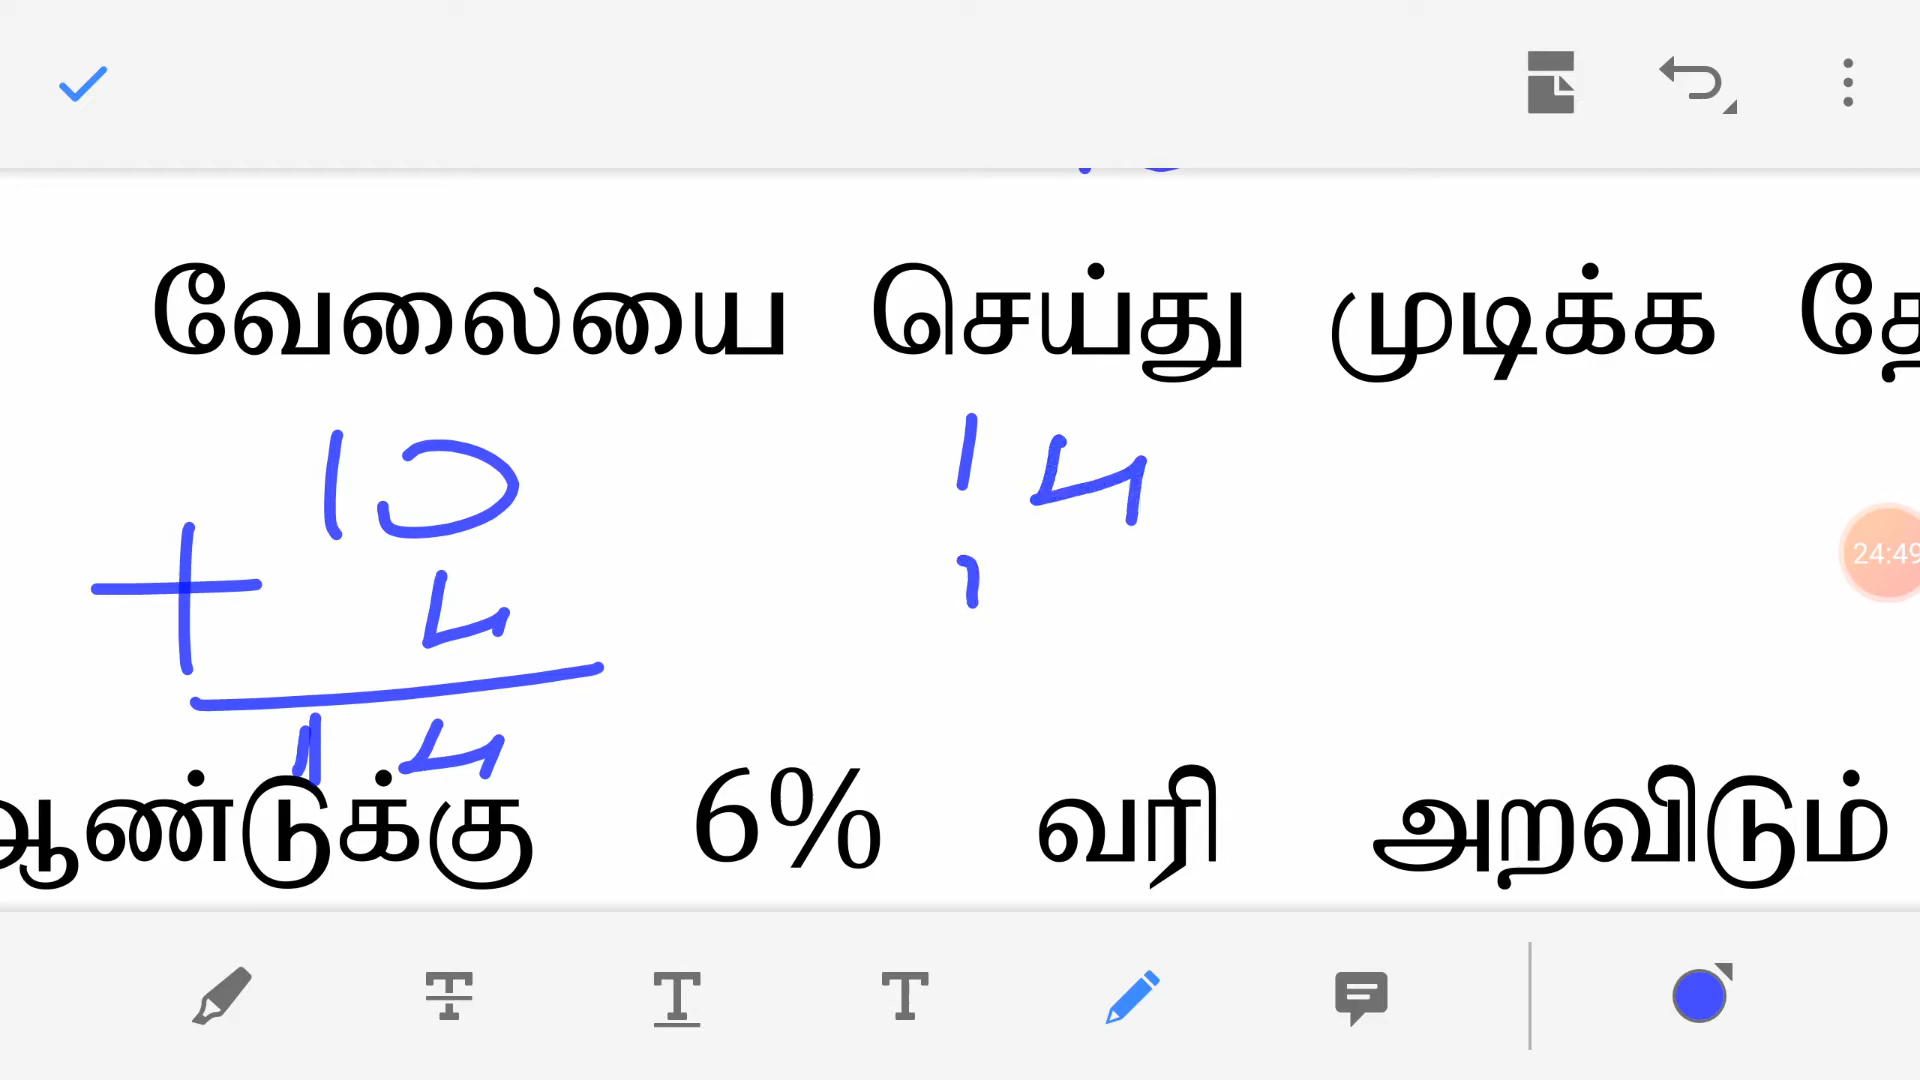 வேலையை செய்து முடிக்க
10 14
+ 4
14
ஆண்டுக்கு 6% வரி அறவிடும்
24:49